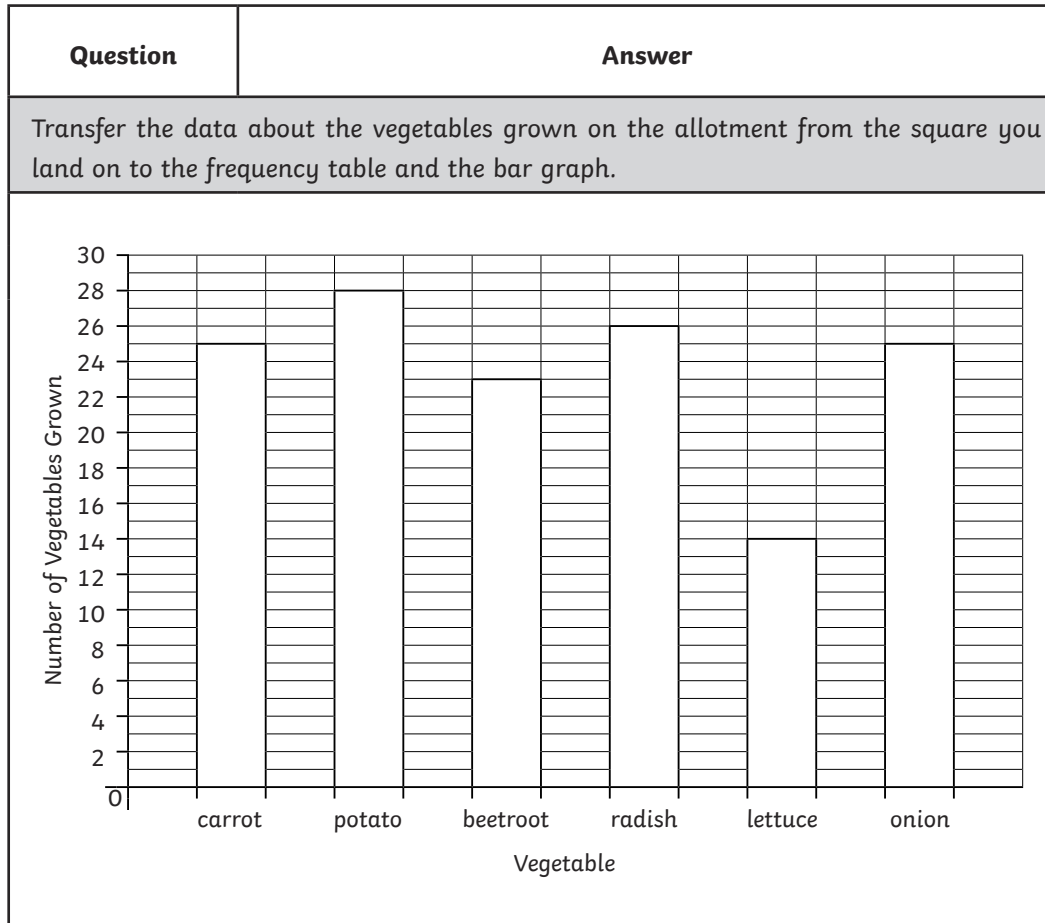 Question Answer
Transfer the data about the vegetables grown on the allotment from the square you
land on to the frequency table and the bar graph.
30
28
26
24
22
20
18
16
14
12
10
8
6
4
2
0
Number of Vegetables Grown
carrot potato beetroot radish lettuce onion
Vegetable